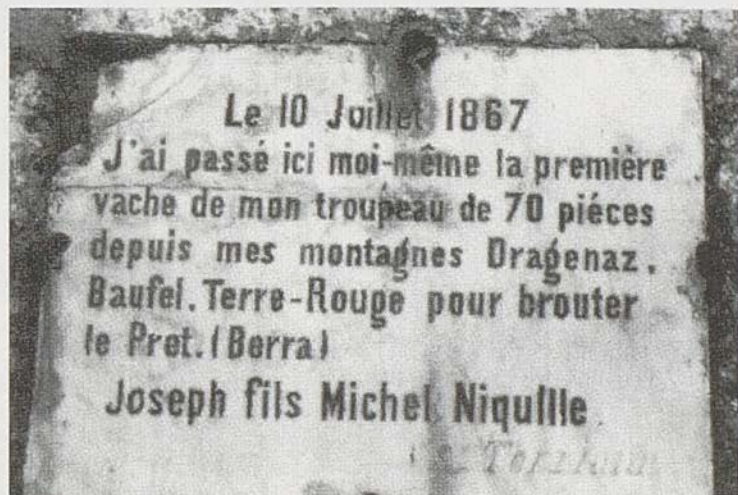 Le 10 Juillet 1867
J'ai passé ici moi-même la première
vache de mon troupeau de 70 piéces
depuis mes montagnes Dragenaz.
Baufel. Terre-Rouge pour brouter
le Pret. (Berra)
Joseph fils Michel Niquille